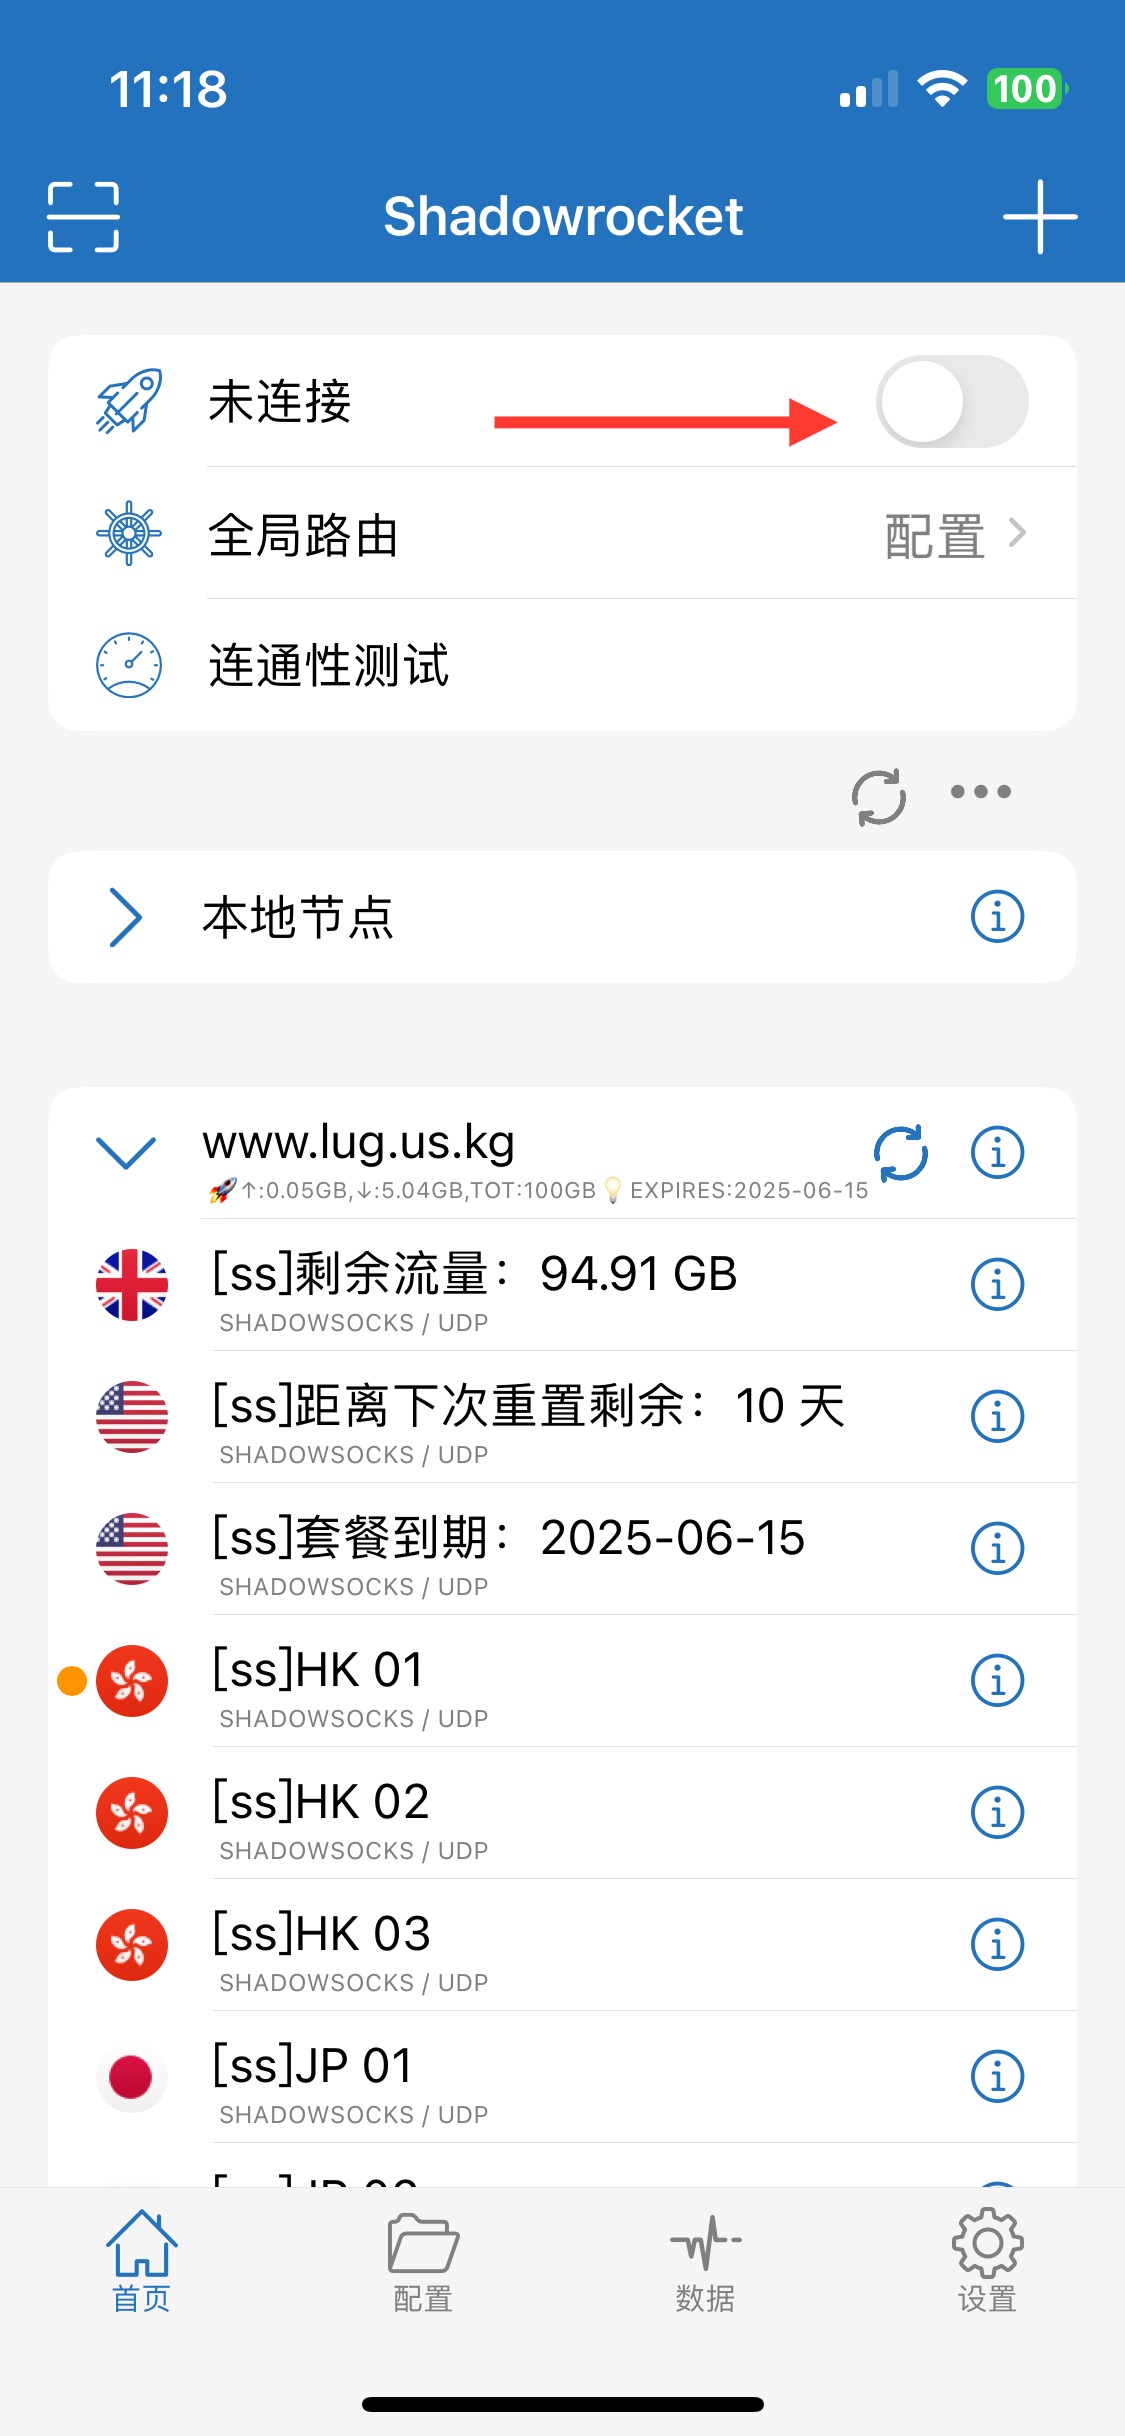 11:18
100
Shadowrocket
未连接
全局路由
配置
连通性测试
本地节点
www.lug.us.kg
🚀↑:0.05GB,↓:5.04GB,TOT:100GB💡EXPIRES:2025-06-15
[ss]剩余流量：94.91 GB
SHADOWSOCKS / UDP
[ss]距离下次重置剩余：10 天
SHADOWSOCKS / UDP
[ss]套餐到期：2025-06-15
SHADOWSOCKS / UDP
[ss]HK 01
SHADOWSOCKS / UDP
[ss]HK 02
SHADOWSOCKS / UDP
[ss]HK 03
SHADOWSOCKS / UDP
[ss]JP 01
SHADOWSOCKS / UDP
首页
配置
数据
设置